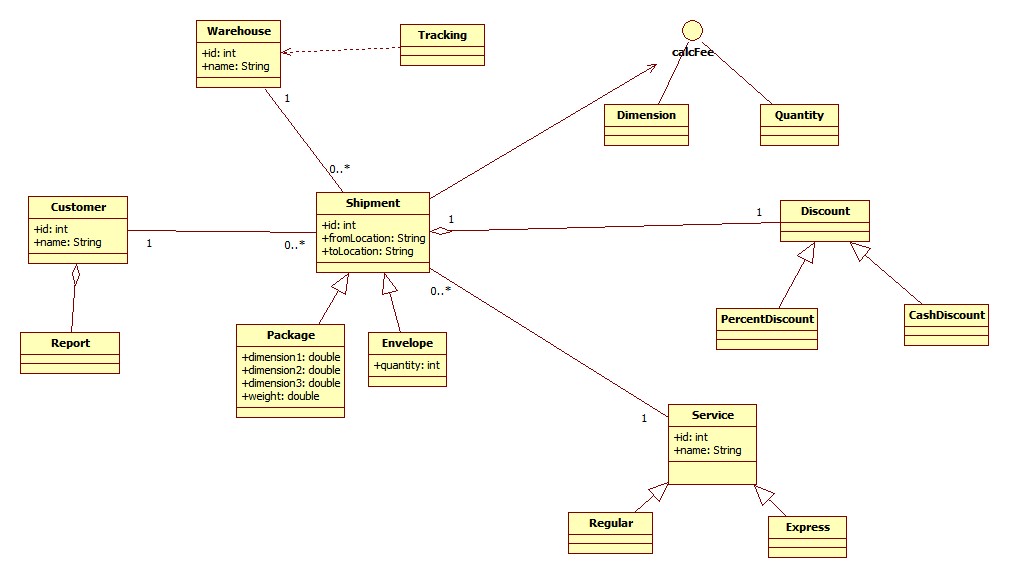 Warehouse
+id: int
+name: String
Tracking
calcFee
Dimension
Quantity
1
0..*
Customer
+id: int
+name: String
1
0..*
Shipment
+id: int
+fromLocation: String
+toLocation: String
1
1
Discount
0..*
PercentDiscount
CashDiscount
Report
Package
+dimension1: double
+dimension2: double
+dimension3: double
+weight: double
Envelope
+quantity: int
1
Service
+id: int
+name: String
Regular
Express